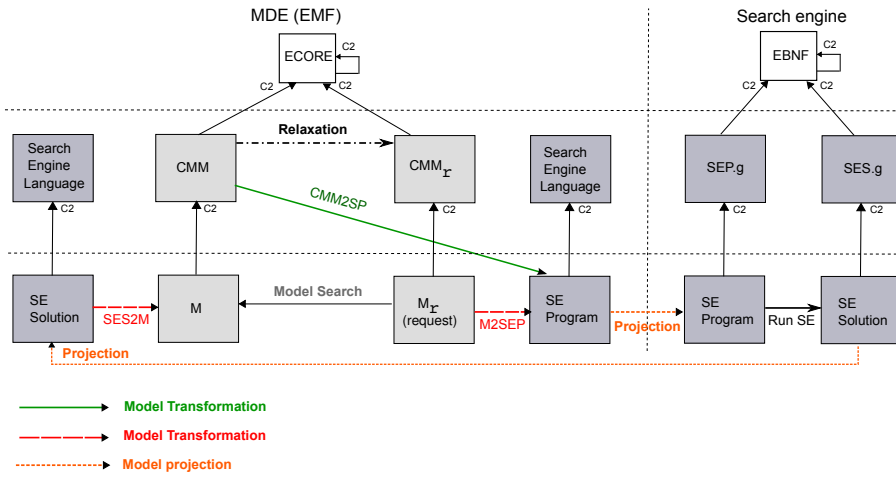 MDE (EMF)
Search engine
ECORE
C2
C2
C2
EBNF
C2
C2
C2
Search
Engine
Language
CMM
Relaxation
CMMr
Search
Engine
Language
SEP.g
SES.g
CMM2SP
C2
C2
C2
C2
C2
C2
SE
Solution
SES2M
M
Model Search
Mr
(request)
M2SEP
SE
Program
Projection
SE
Program
Run SE
SE
Solution
Projection
Model Transformation
Model Transformation
Model projection